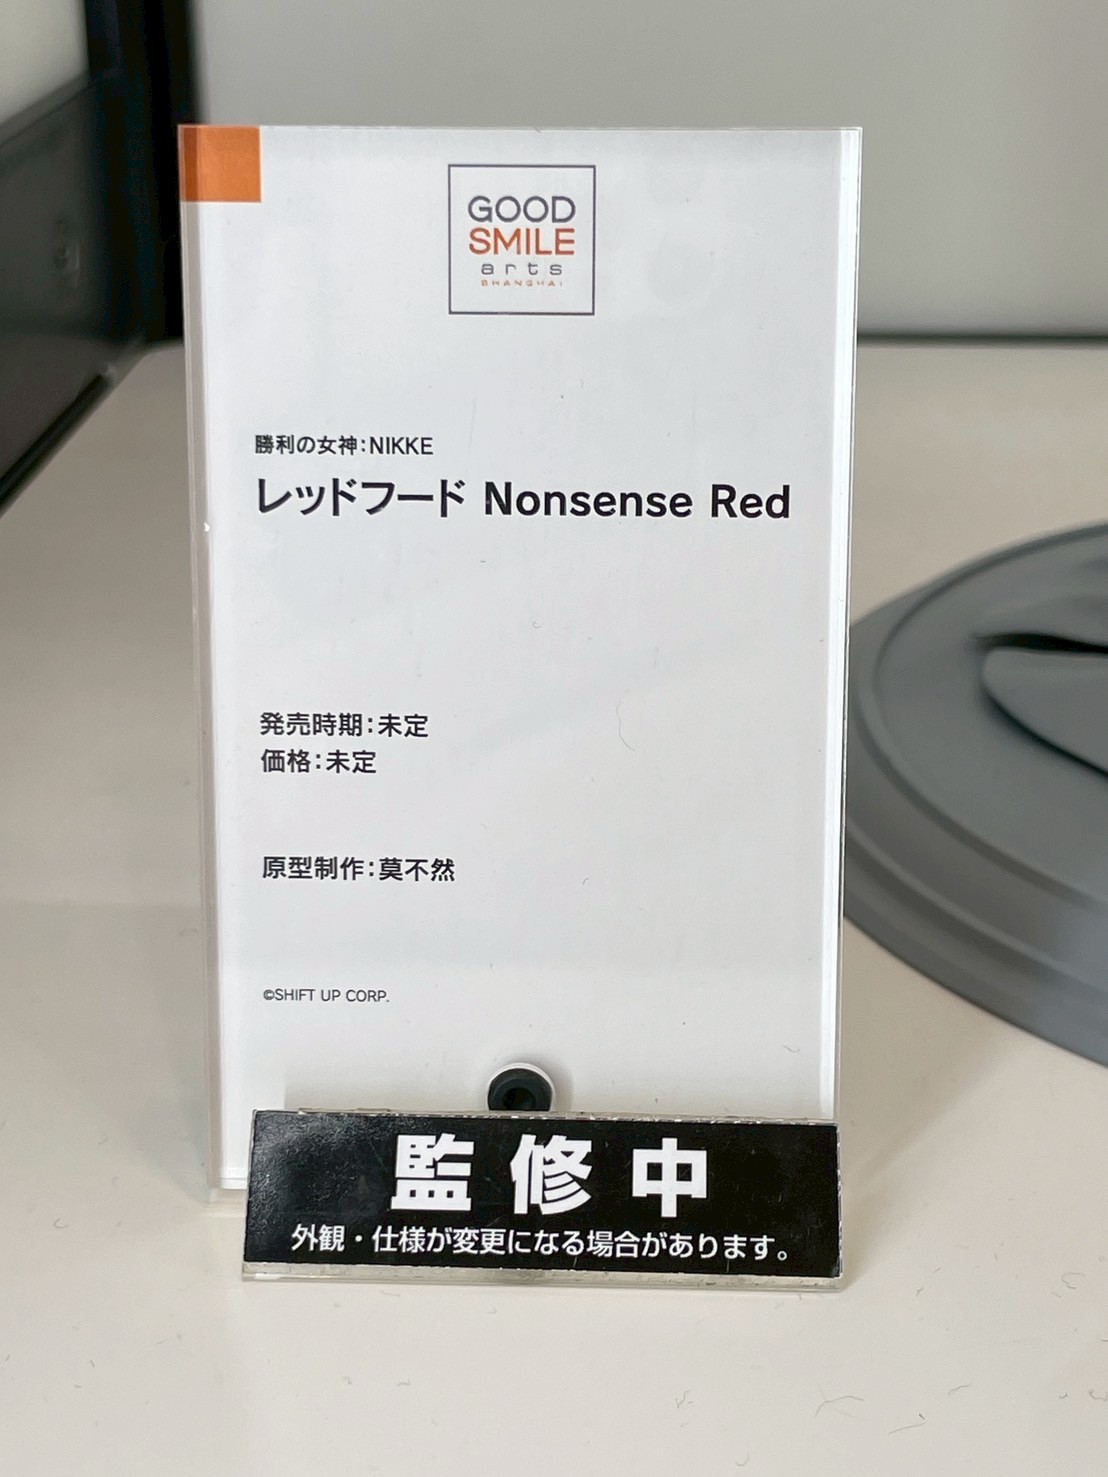 GOOD
SMILE
arts
SHANGHAI
勝利の女神：NIKKE
レッドフード Nonsense Red
発売時期：未定
価格：未定
原型制作：莫不然
©SHIFT UP CORP.
監修中
外観・仕様が変更になる場合があります。